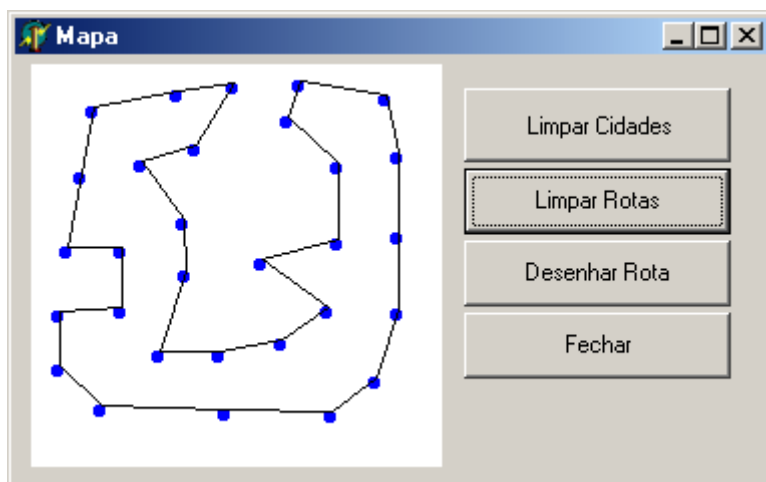 Mapa
Limpar Cidades
Limpar Rotas
Desenhar Rota
Fechar